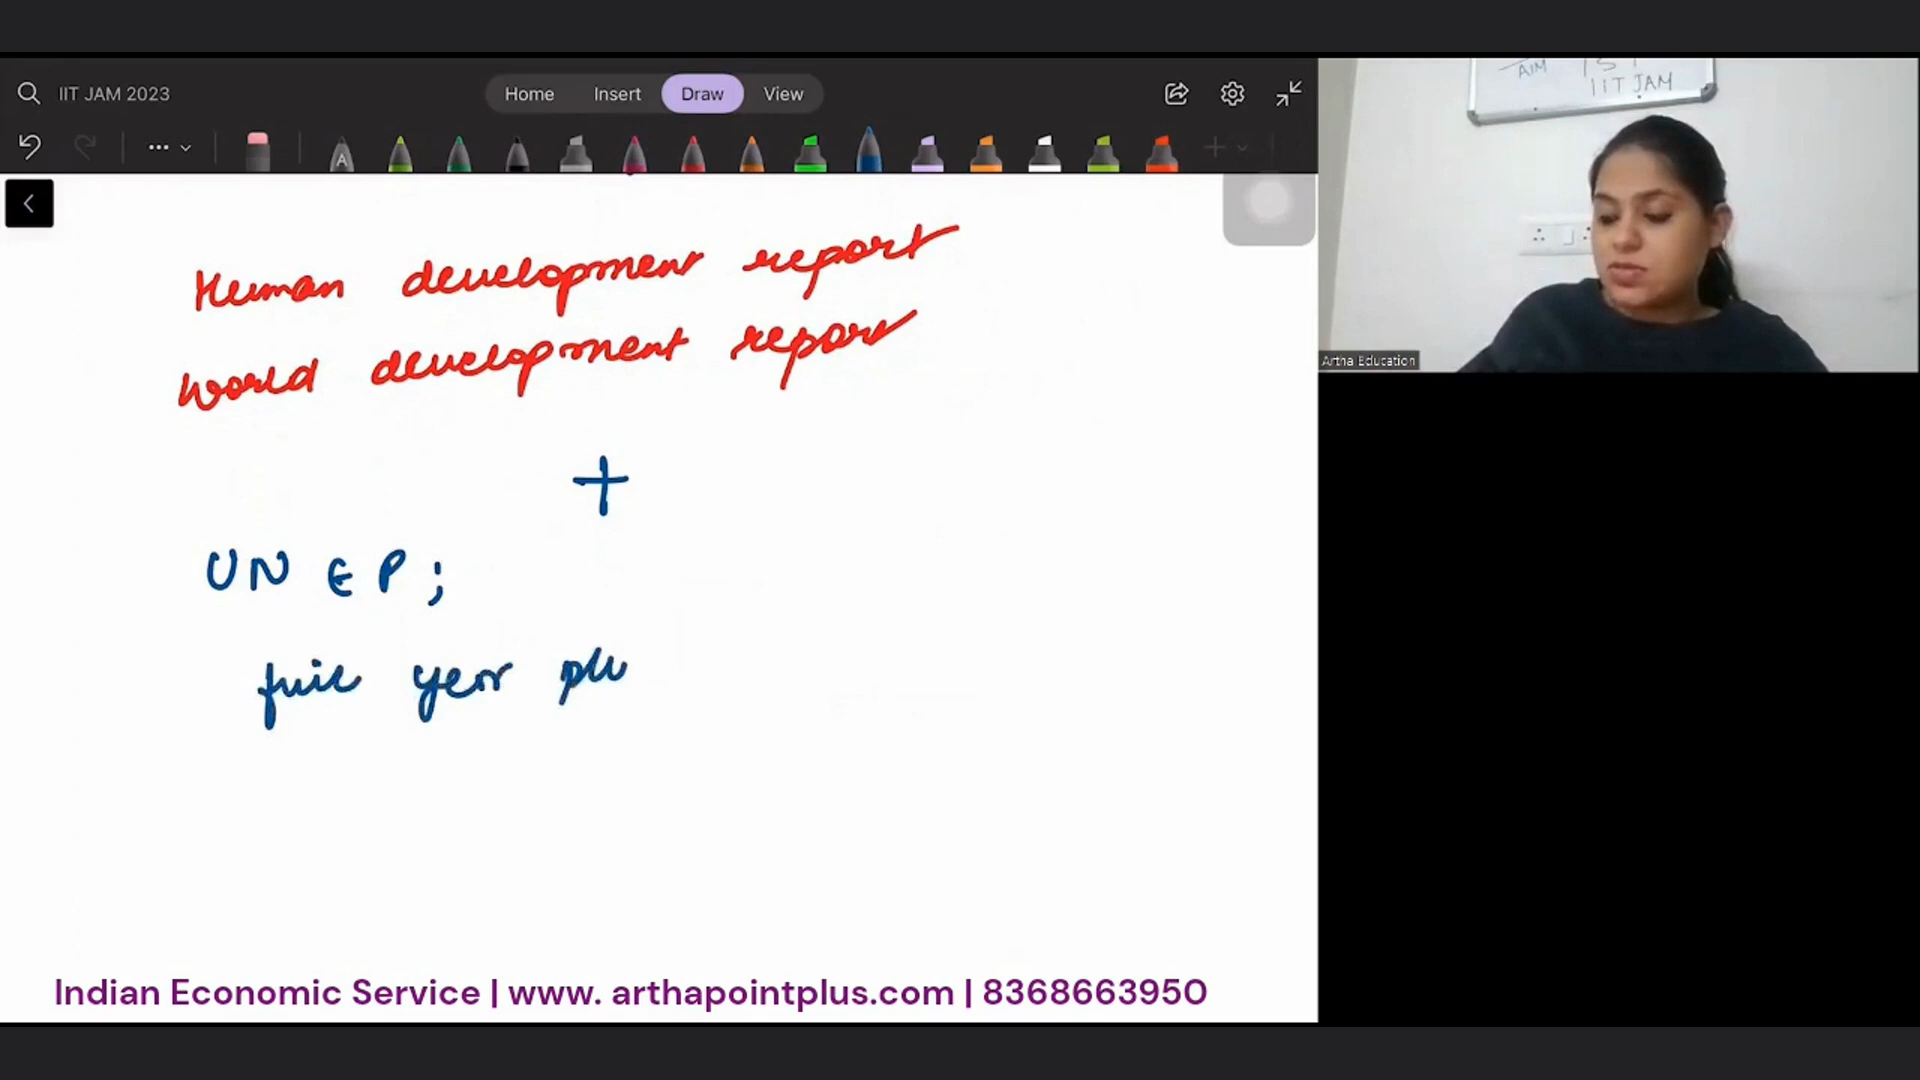 AIM IST
IIT JAM
IIT JAM 2023
Home Insert Draw View
A
Human development report
World development report
+
UNEP;
five year pla
Artha Education
Indian Economic Service | www. arthapointplus.com | 8368663950